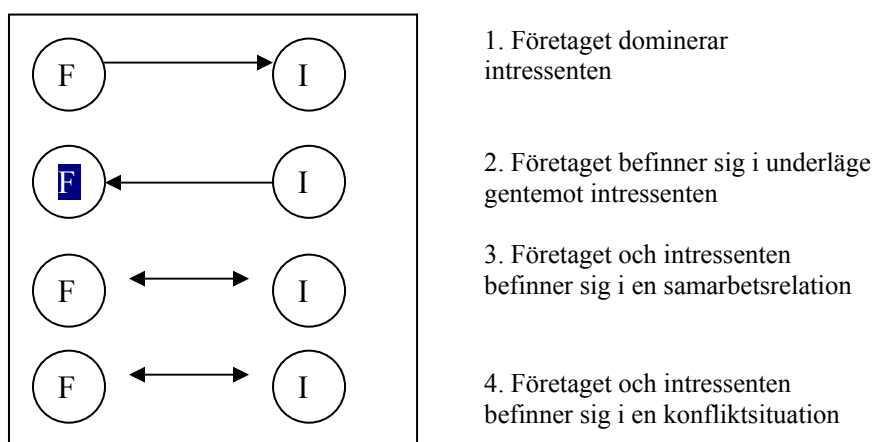 F I
1. Företaget dominerar
intressenten
F I
2. Företaget befinner sig i underläge
gentemot intressenten
F I
3. Företaget och intressenten
befinner sig i en samarbetsrelation
F I
4. Företaget och intressenten
befinner sig i en konfliktsituation